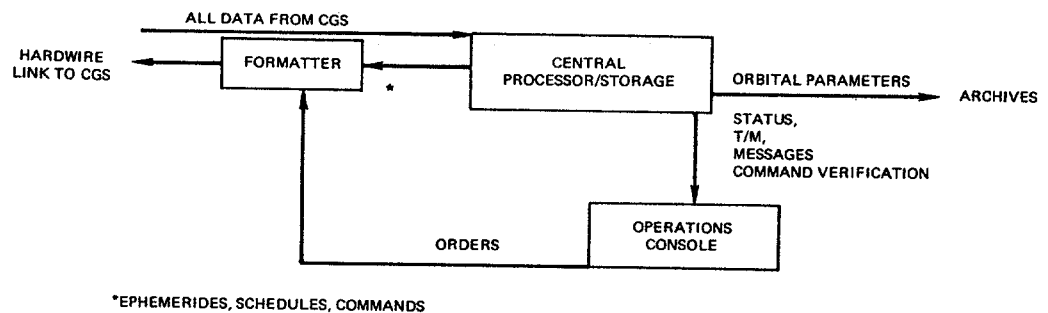 ALL DATA FROM CGS
HARDWIRE
LINK TO CGS
FORMATTER
*
CENTRAL
PROCESSOR/STORAGE
ORBITAL PARAMETERS
ARCHIVES
STATUS,
T/M,
MESSAGES
COMMAND VERIFICATION
OPERATIONS
CONSOLE
ORDERS
*EPHEMERIDES, SCHEDULES, COMMANDS